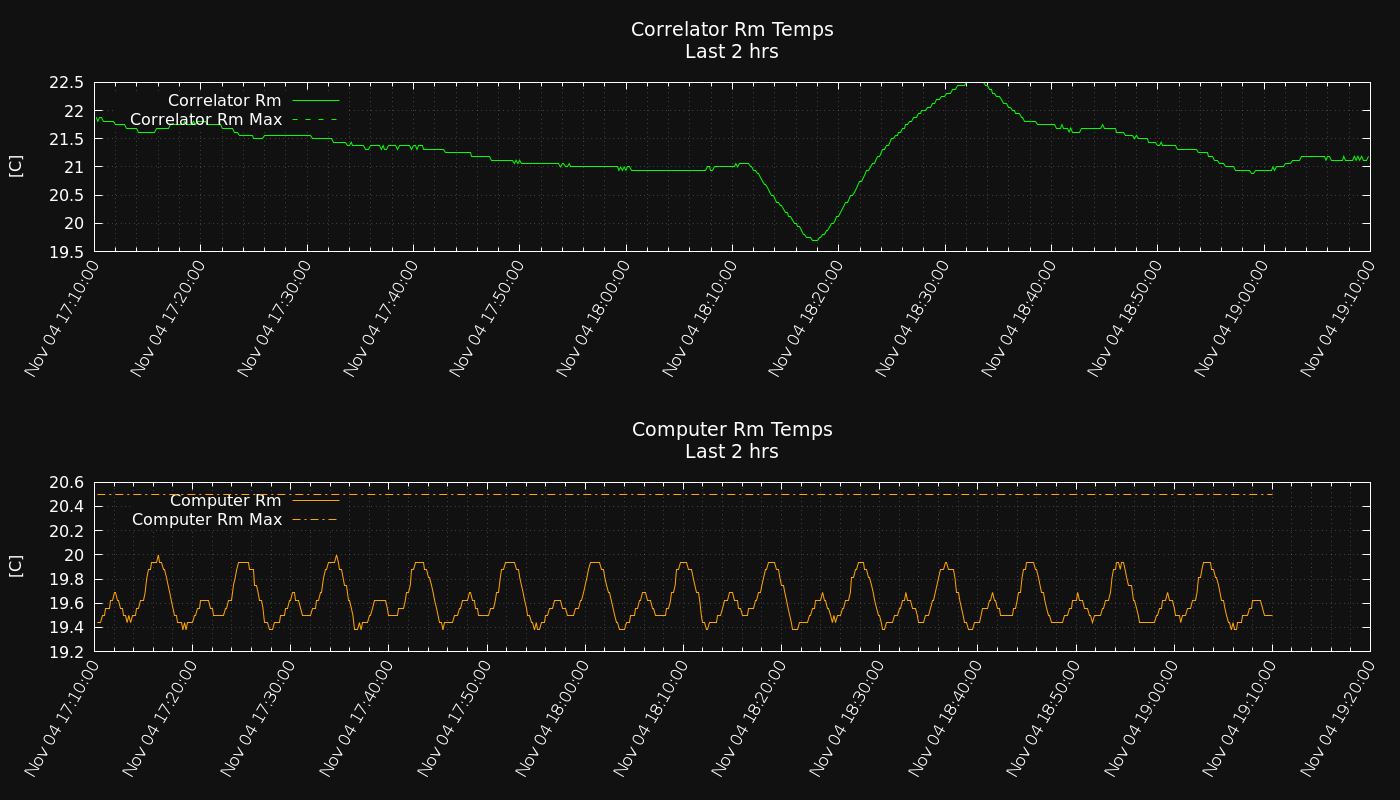 Correlator Rm Temps
Last 2 hrs
22.5
22
21.5
21
20.5
20
19.5
[C]
Correlator Rm
Correlator Rm Max
Nov 04 17:10:00
Nov 04 17:20:00
Nov 04 17:30:00
Nov 04 17:40:00
Nov 04 17:50:00
Nov 04 18:00:00
Nov 04 18:10:00
Nov 04 18:20:00
Nov 04 18:30:00
Nov 04 18:40:00
Nov 04 18:50:00
Nov 04 19:00:00
Nov 04 19:10:00
Computer Rm Temps
Last 2 hrs
20.6
20.4
20.2
20
19.8
19.6
19.4
19.2
[C]
Computer Rm
Computer Rm Max
Nov 04 17:10:00
Nov 04 17:20:00
Nov 04 17:30:00
Nov 04 17:40:00
Nov 04 17:50:00
Nov 04 18:00:00
Nov 04 18:10:00
Nov 04 18:20:00
Nov 04 18:30:00
Nov 04 18:40:00
Nov 04 18:50:00
Nov 04 19:00:00
Nov 04 19:10:00
Nov 04 19:20:00